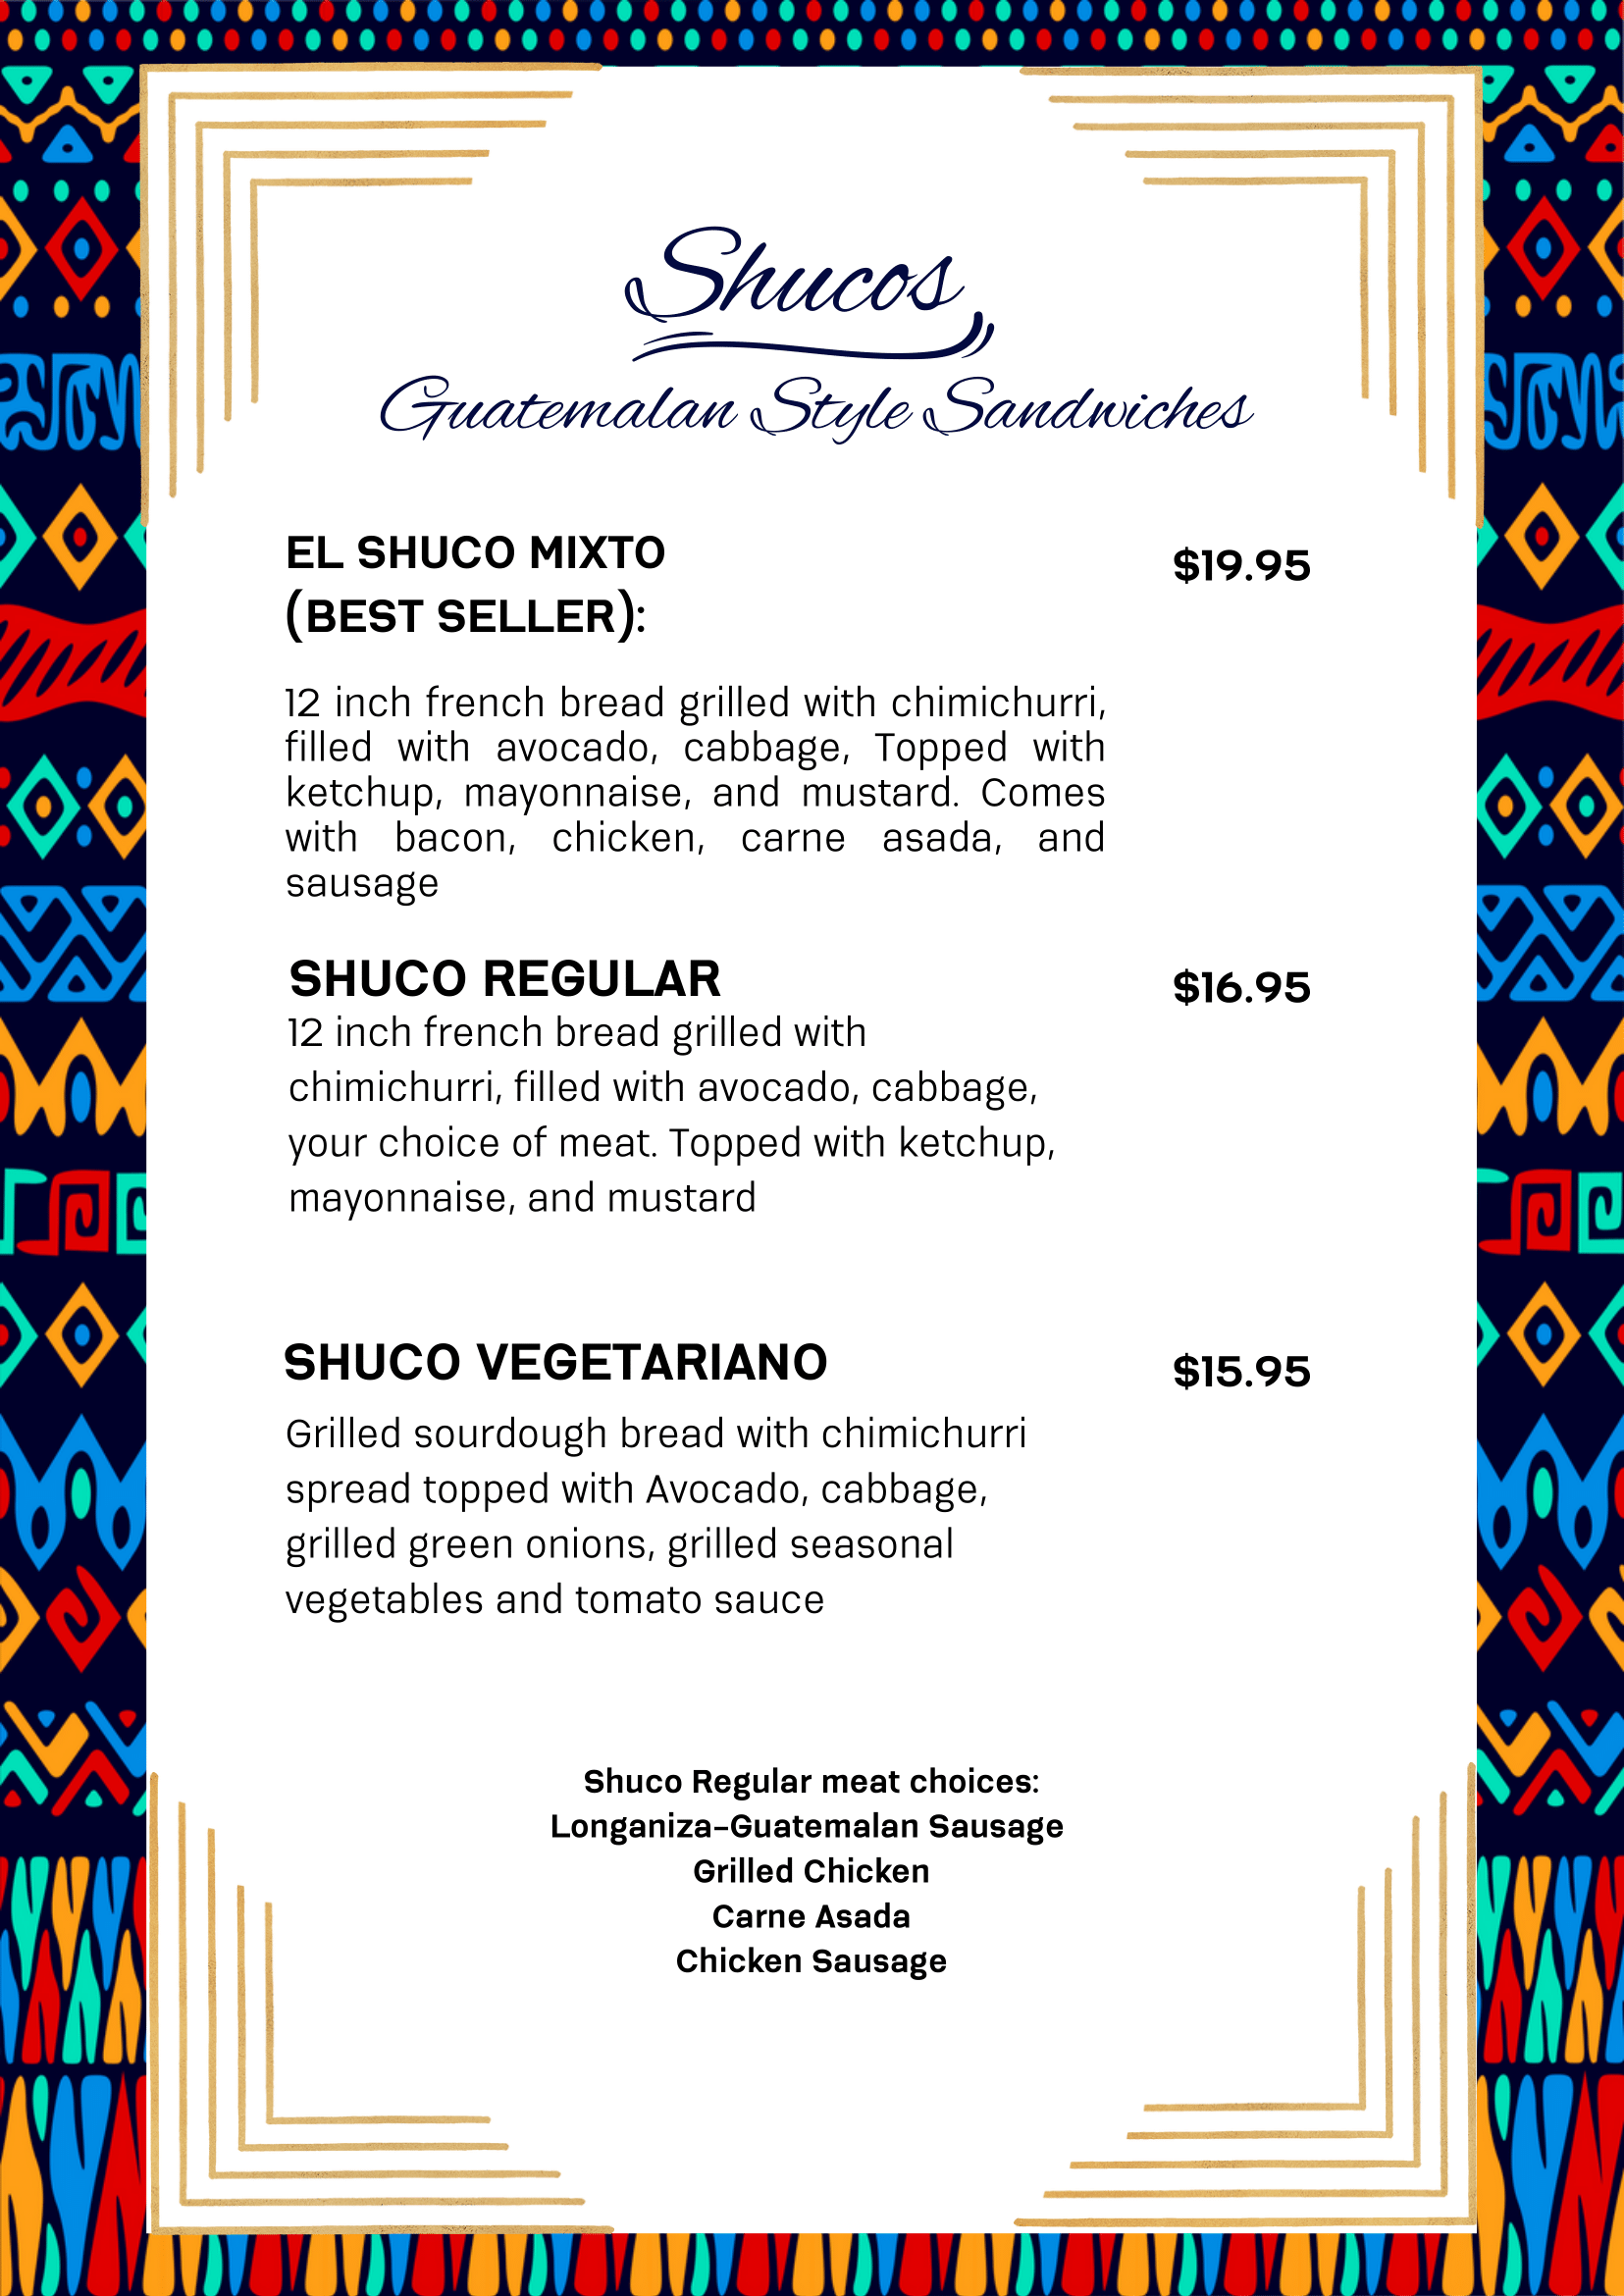 Shucos
Guatemalan Style Sandwiches
EL SHUCO MIXTO
(BEST SELLER):
$19.95
12 inch french bread grilled with chimichurri,
filled with avocado, cabbage, Topped with
ketchup, mayonnaise, and mustard. Comes
with bacon, chicken, carne asada, and
sausage
SHUCO REGULAR
$16.95
12 inch french bread grilled with
chimichurri, filled with avocado, cabbage,
your choice of meat. Topped with ketchup,
mayonnaise, and mustard
SHUCO VEGETARIANO
$15.95
Grilled sourdough bread with chimichurri
spread topped with Avocado, cabbage,
grilled green onions, grilled seasonal
vegetables and tomato sauce
Shuco Regular meat choices:
Longaniza-Guatemalan Sausage
Grilled Chicken
Carne Asada
Chicken Sausage